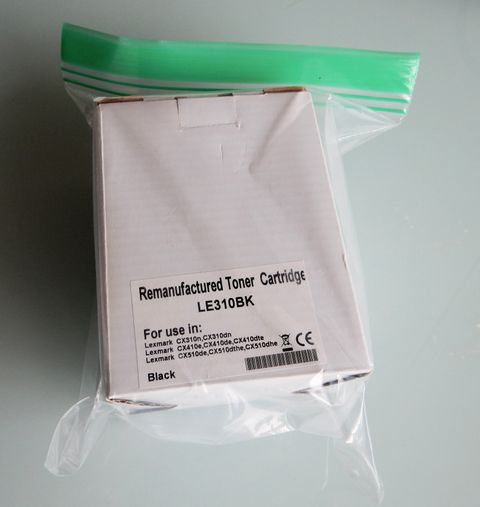 Remanufactured Toner Cartridge
LE310BK
For use in:
Lexmark CX310n,CX310dn
Lexmark CX410e,CX410de,CX410dte
Lexmark CX510de,CX510dthe,CX510dhe
CE
Black